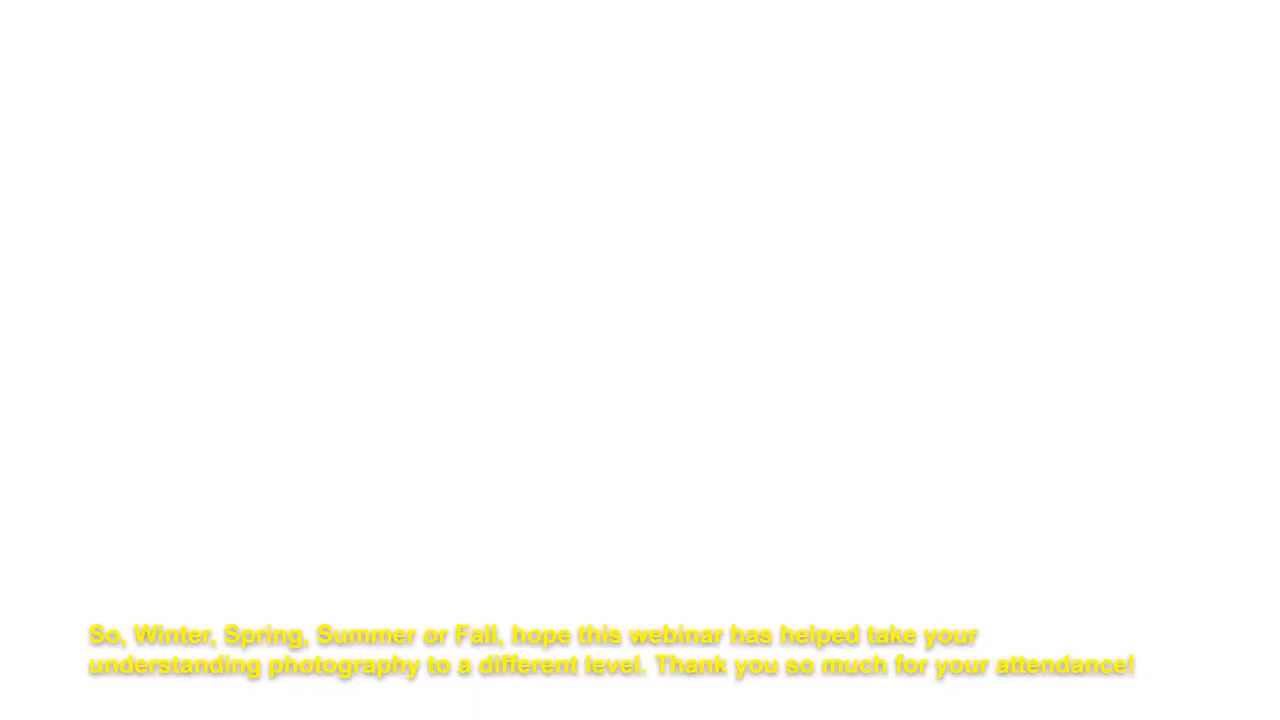 So, Winter, Spring, Summer or Fall, hope this webinar has helped take your
understanding photography to a different level. Thank you so much for your attendance!